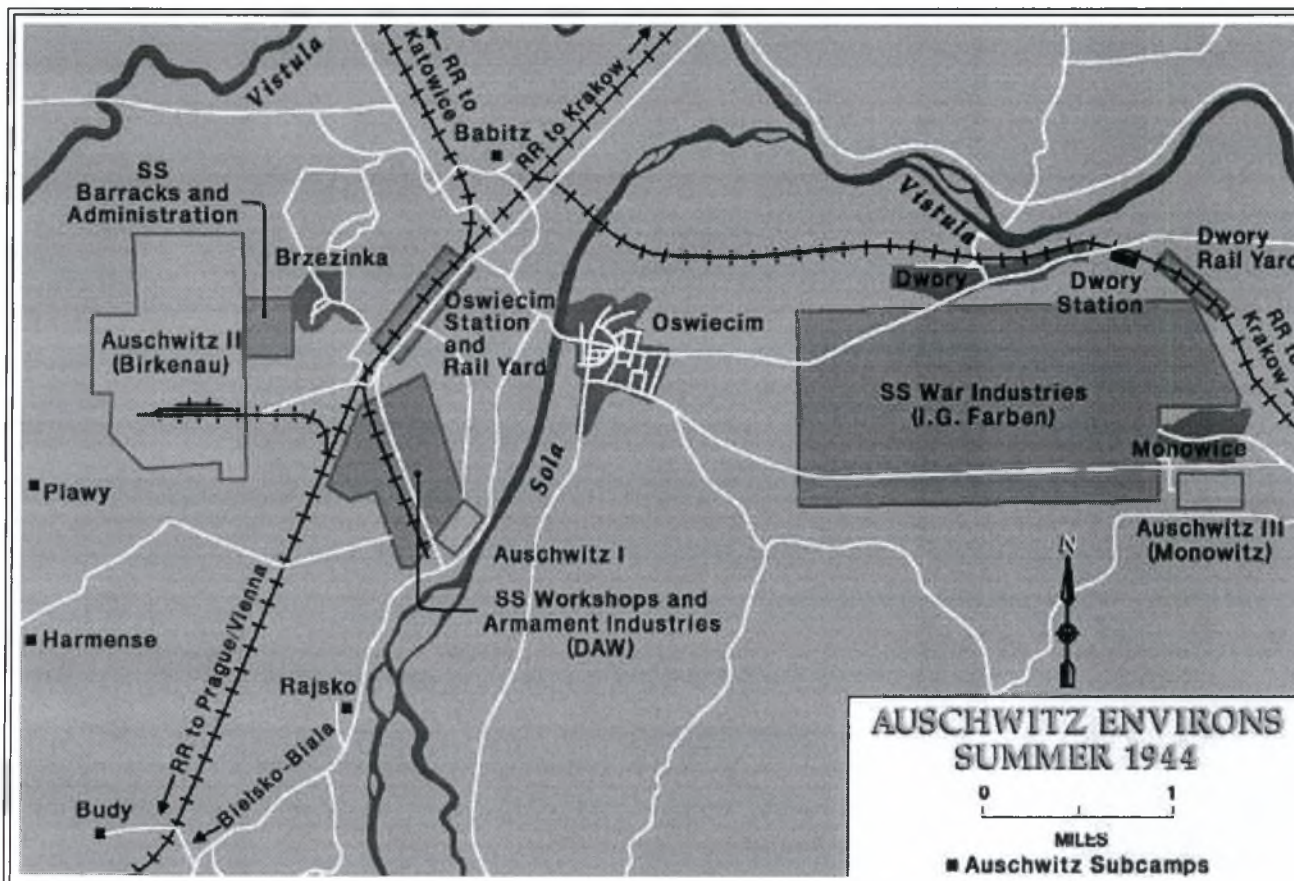 Vistula
RR to
Katowice
RR to Krakow
Babitz
SS
Barracks and
Administration
Brzezinka
Vistula
Dwory
Rail Yard
Dwory
Dwory
Station
RR to
Krakow
Oswiecim
Station
and
Rail Yard
Oswiecim
Auschwitz II
(Birkenau)
SS War Industries
(I.G. Farben)
Sola
Monowice
Plawy
Auschwitz III
(Monowitz)
N
Auschwitz I
SS Workshops and
Armament Industries
(DAW)
Harmense
RR to Prague/Vienna
Rajsko
Bielsko-Biala
Budy
AUSCHWITZ ENVIRONS
SUMMER 1944
0 1
MILES
Auschwitz Subcamps